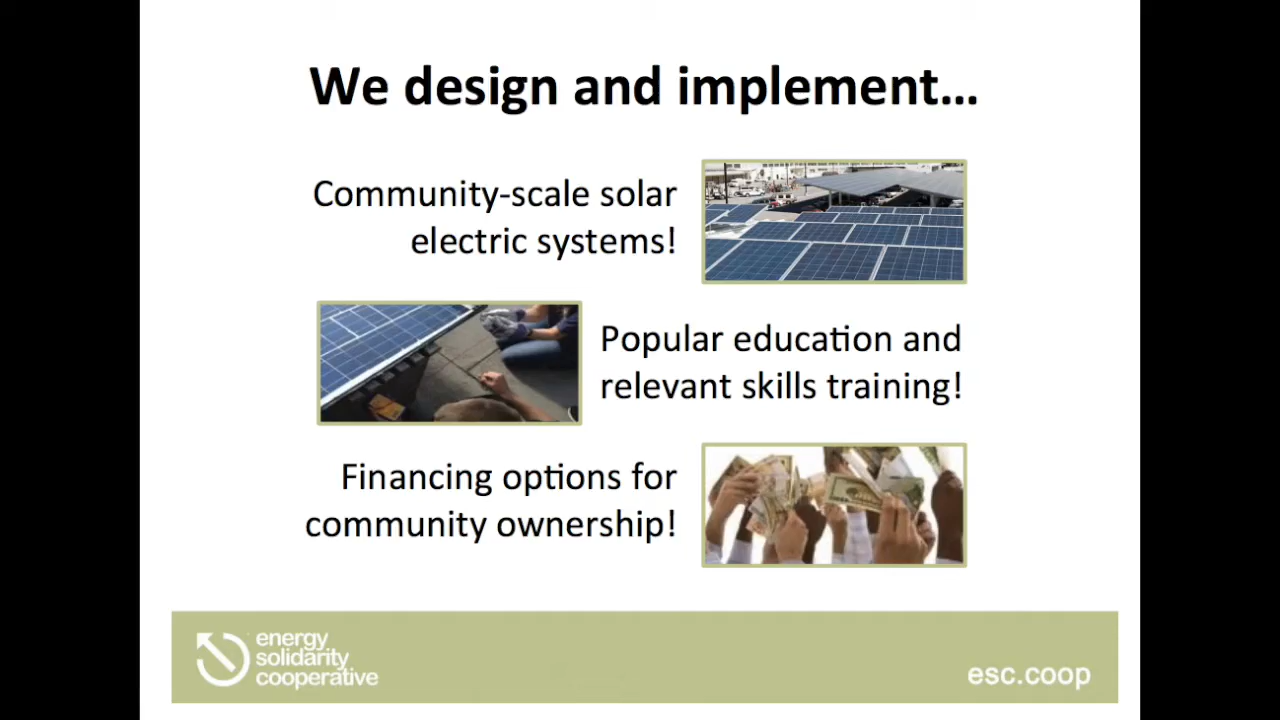 We design and implement…
Community-scale solar
electric systems!
Popular education and
relevant skills training!
Financing options for
community ownership!
energy
solidarity
cooperative
esc.coop